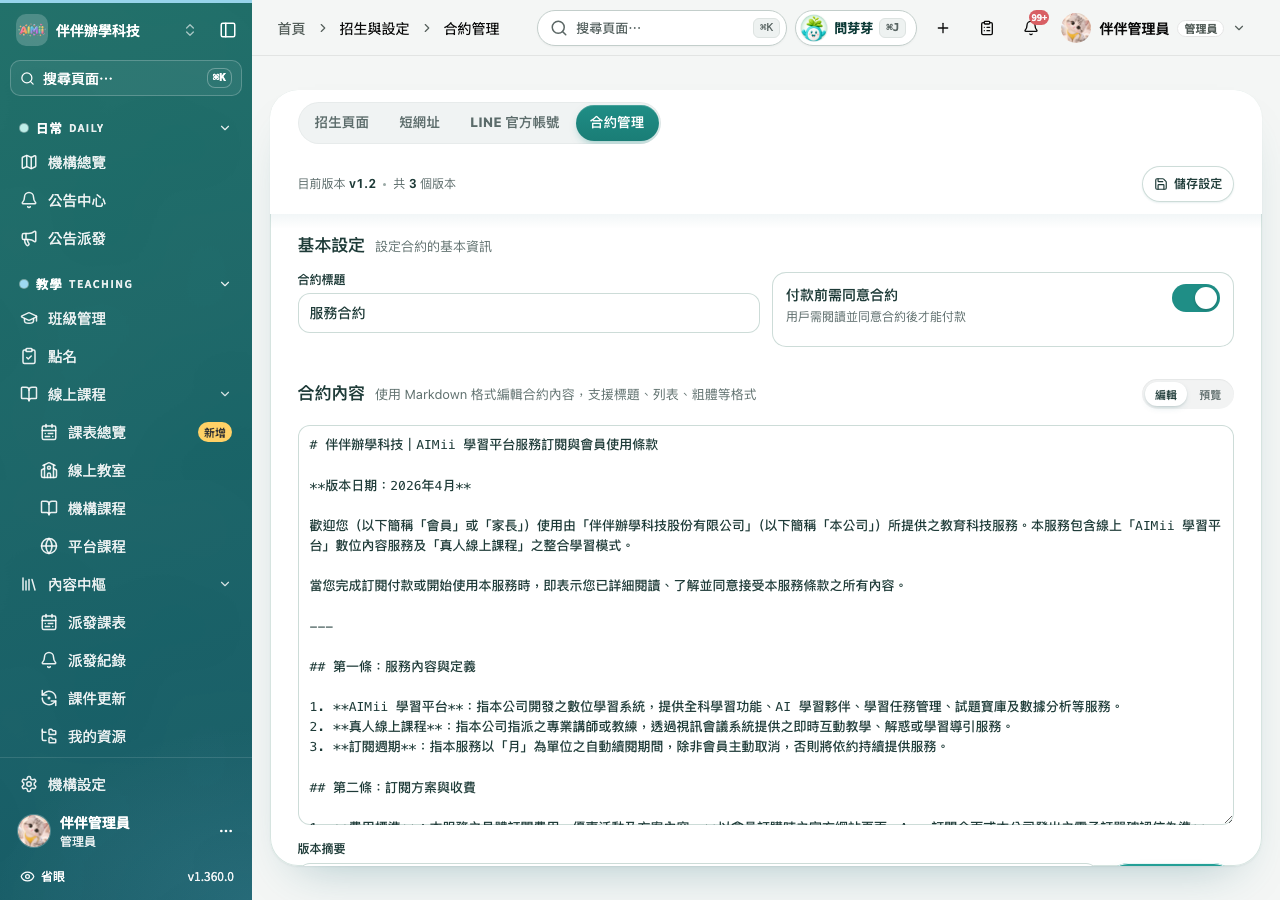 AIMii
伴伴辦學科技
搜尋頁面… ⌘K
日常 DAILY
機構總覽
公告中心
公告派發
教學 TEACHING
班級管理
點名
線上課程
課表總覽 新增
線上教室
機構課程
平台課程
內容中樞
派發課表
派發紀錄
課件更新
我的資源
機構設定
伴伴管理員
管理員
省眼 v1.360.0
首頁 > 招生與設定 > 合約管理
搜尋頁面… ⌘K
問芽芽 ⌘J
99+
伴伴管理員 管理員
招生頁面 短網址 LINE 官方帳號 合約管理
目前版本 v1.2 • 共 3 個版本
儲存設定
基本設定 設定合約的基本資訊
合約標題
服務合約
付款前需同意合約
用戶需閱讀並同意合約後才能付款
合約內容 使用 Markdown 格式編輯合約內容，支援標題、列表、粗體等格式
編輯 預覽
# 伴伴辦學科技｜AIMii 學習平台服務訂閱與會員使用條款
**版本日期：2026年4月**
歡迎您（以下簡稱「會員」或「家長」）使用由「伴伴辦學科技股份有限公司」（以下簡稱「本公司」）所提供之教育科技服務。本服務包含線上「AIMii 學習平
台」數位內容服務及「真人線上課程」之整合學習模式。
當您完成訂閱付款或開始使用本服務時，即表示您已詳細閱讀、了解並同意接受本服務條款之所有內容。
---
## 第一條：服務內容與定義
1. **AIMii 學習平台**：指本公司開發之數位學習系統，提供全科學習功能、AI 學習夥伴、學習任務管理、試題寶庫及數據分析等服務。
2. **真人線上課程**：指本公司指派之專業講師或教練，透過視訊會議系統提供之即時互動教學、解惑或學習導引服務。
3. **訂閱週期**：指本服務以「月」為單位之自動續閱期間，除非會員主動取消，否則將依約持續提供服務。
## 第二條：訂閱方案與收費
版本摘要